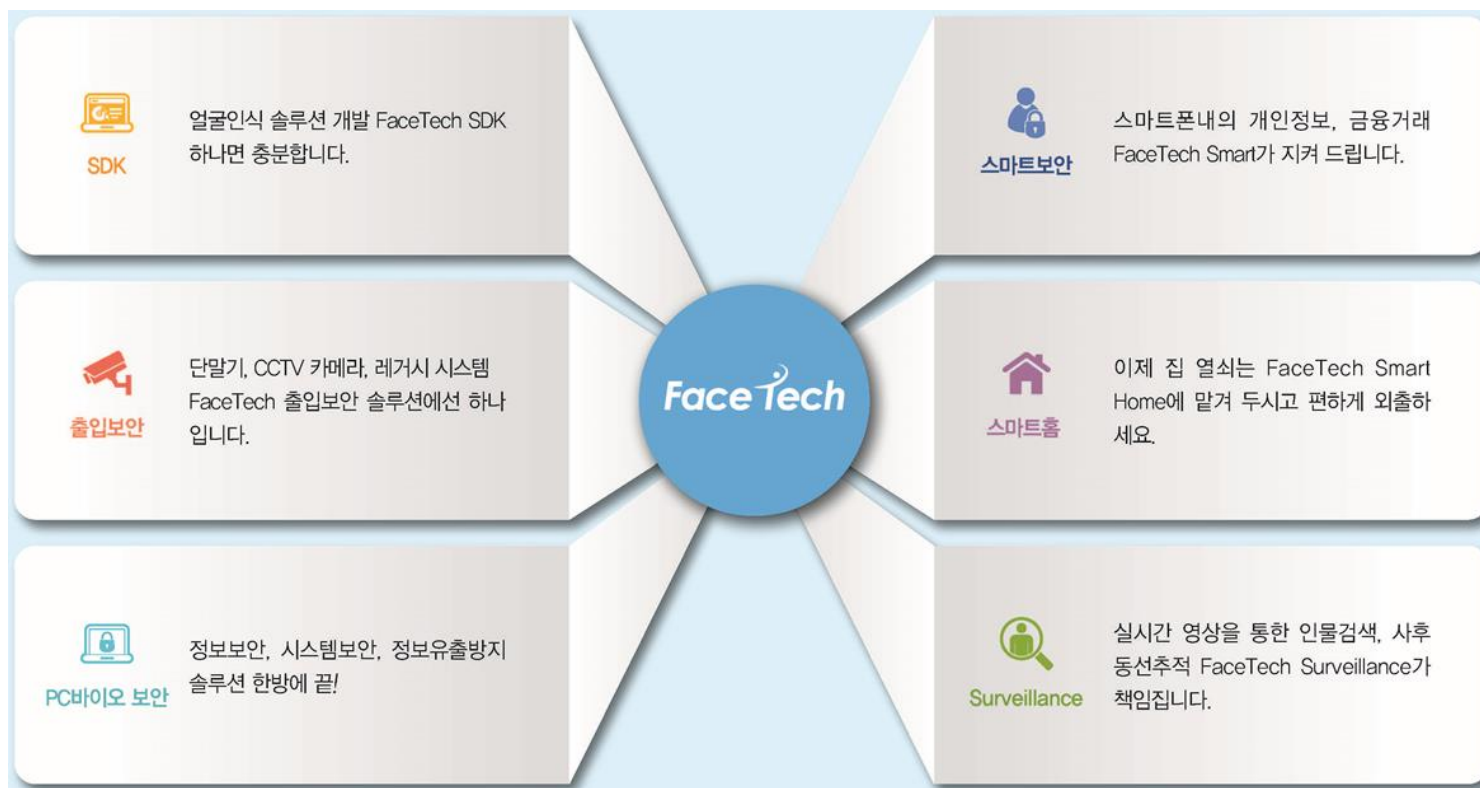 SDK
얼굴인식 솔루션 개발 FaceTech SDK
하나면 충분합니다.
출입보안
단말기, CCTV 카메라, 레거시 시스템
FaceTech 출입보안 솔루션에선 하나
입니다.
PC바이오 보안
정보보안, 시스템보안, 정보유출방지
솔루션 한방에 끝!
FaceTech
스마트보안
스마트폰내의 개인정보, 금융거래
FaceTech Smart가 지켜 드립니다.
스마트홈
이제 집 열쇠는 FaceTech Smart
Home에 맡겨 두시고 편하게 외출하
세요.
Surveillance
실시간 영상을 통한 인물검색, 사후
동선추적 FaceTech Surveillance가
책임집니다.